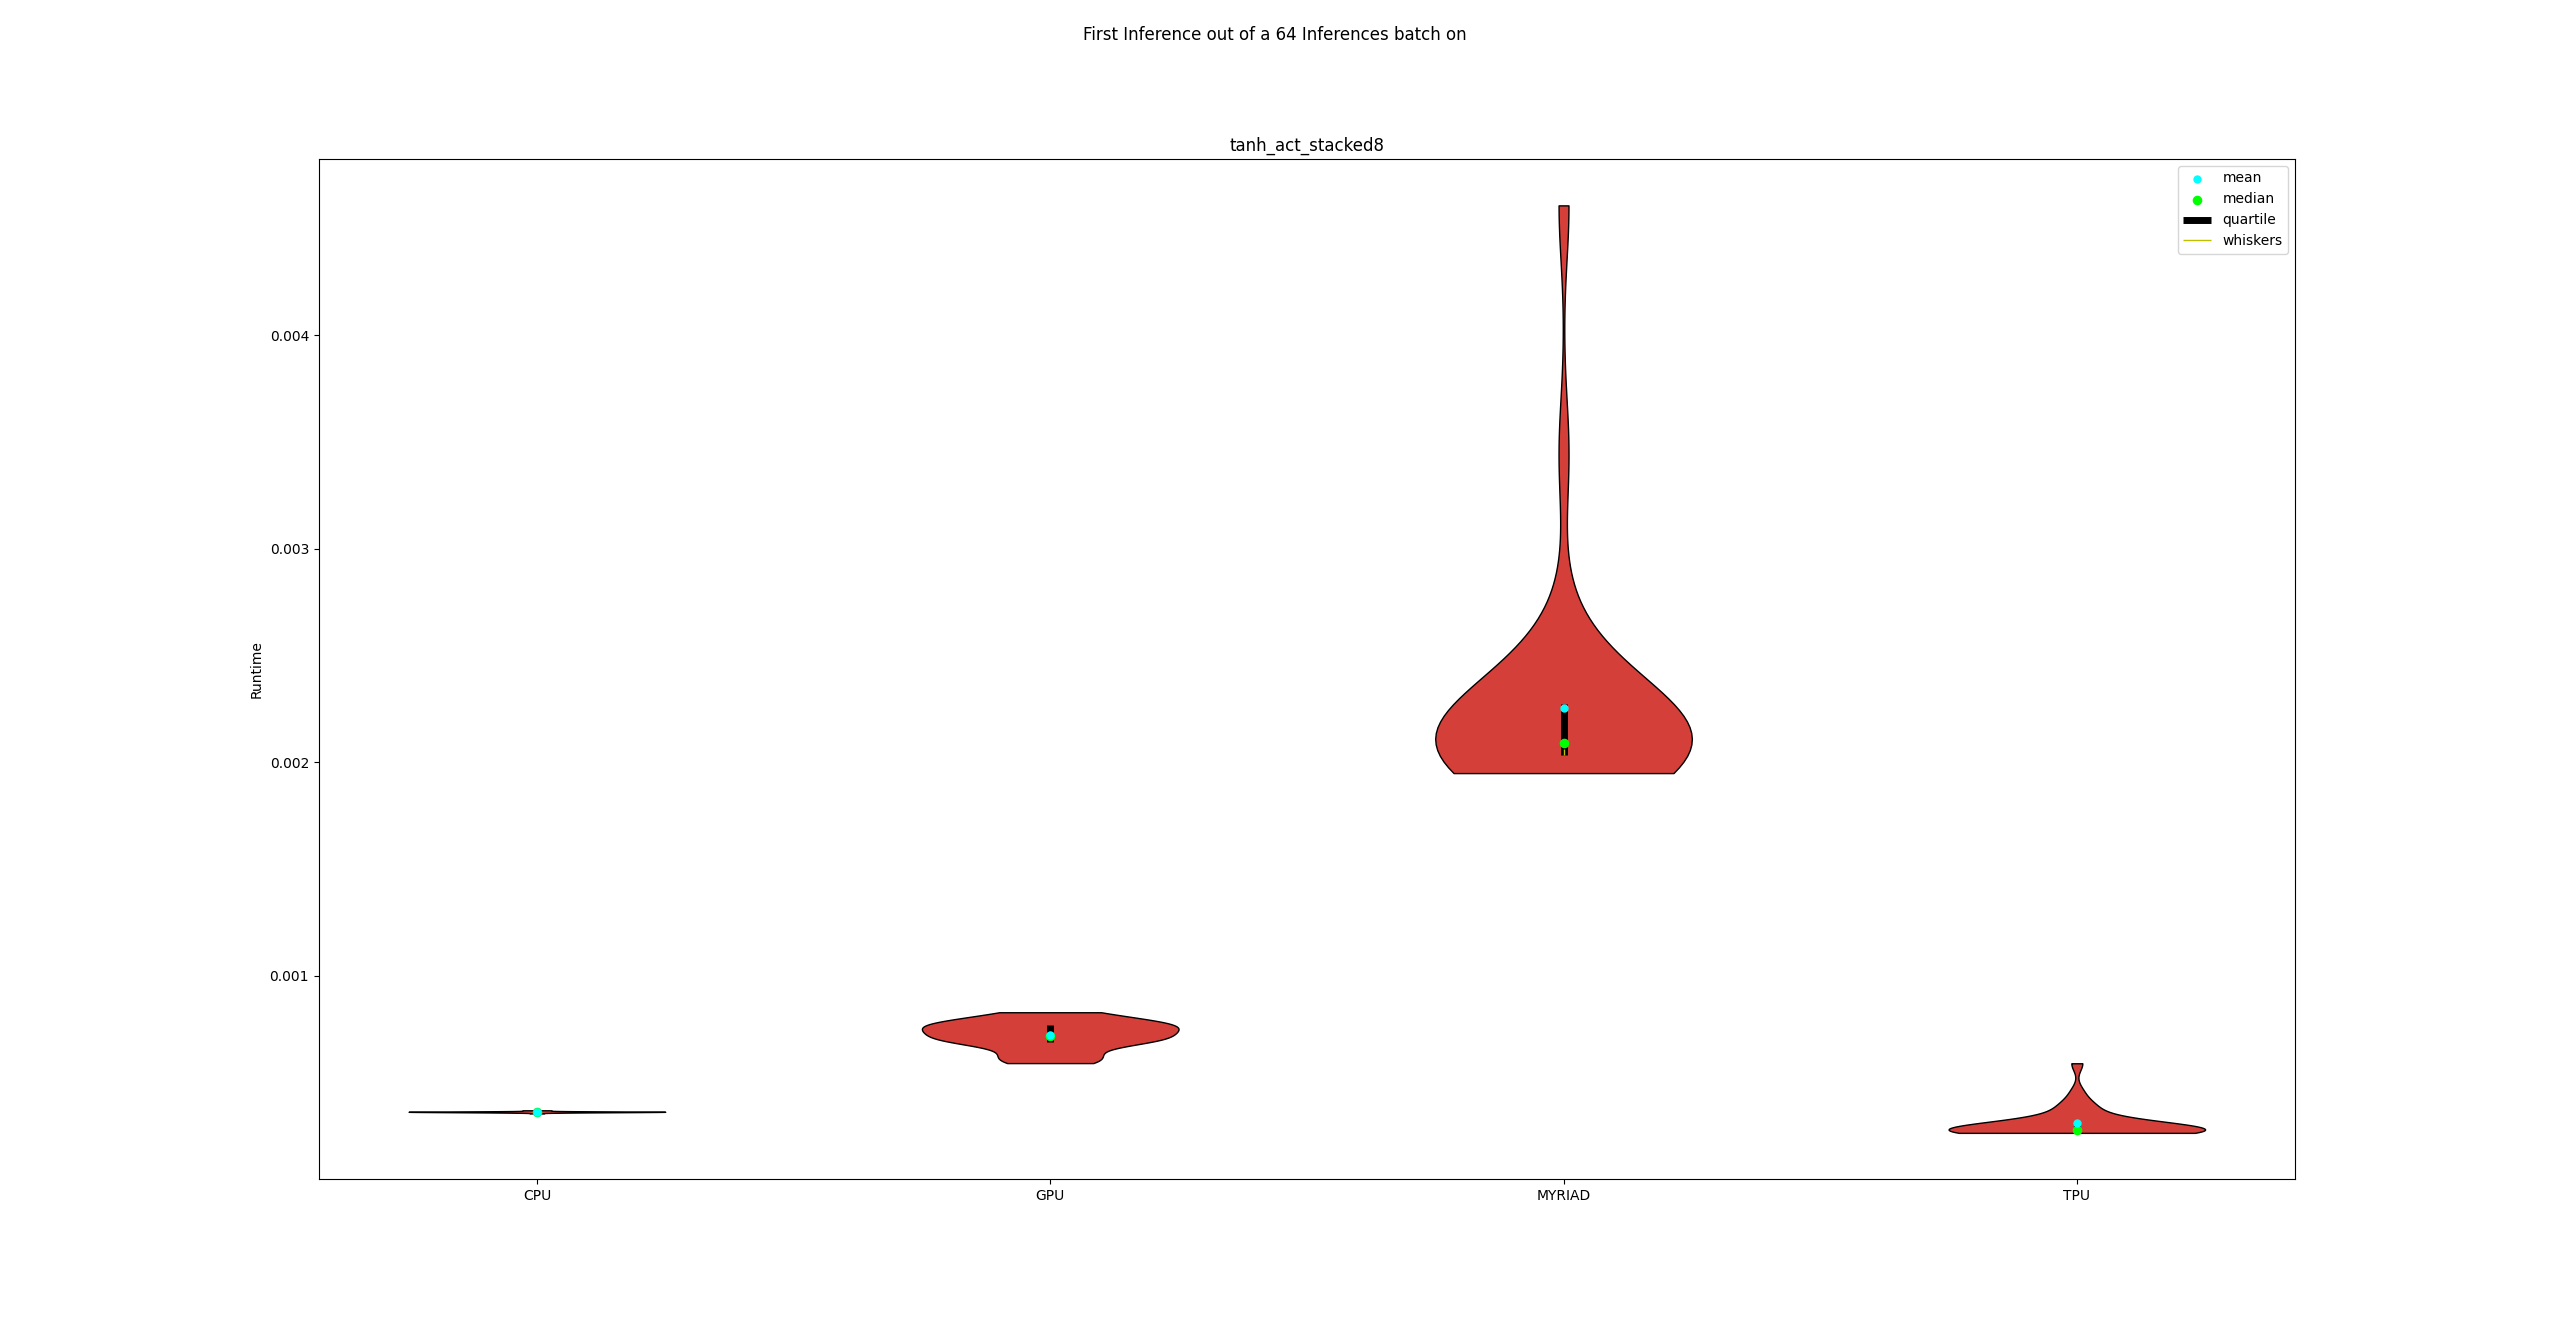 First Inference out of a 64 Inferences batch on
tanh_act_stacked8
mean
median
quartile
whiskers
0.004
0.003
0.002
0.001
Runtime
CPU
GPU
MYRIAD
TPU